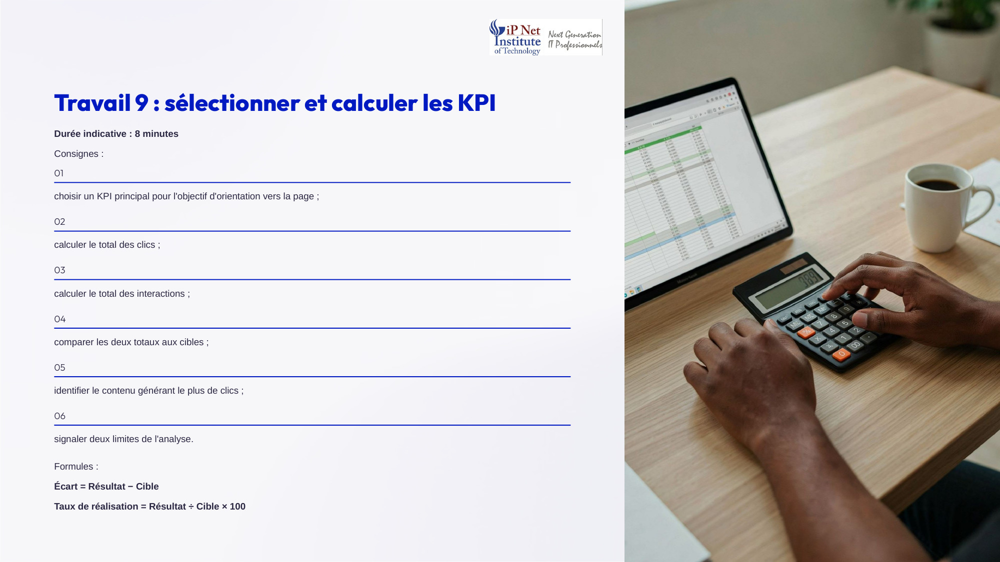 iP Net
Institute
of Technology
Next Generation
IT Professionnels
Travail 9 : sélectionner et calculer les KPI
Durée indicative : 8 minutes
Consignes :
01
choisir un KPI principal pour l'objectif d'orientation vers la page ;
02
calculer le total des clics ;
03
calculer le total des interactions ;
04
comparer les deux totaux aux cibles ;
05
identifier le contenu générant le plus de clics ;
06
signaler deux limites de l'analyse.
Formules :
Écart = Résultat − Cible
Taux de réalisation = Résultat ÷ Cible × 100